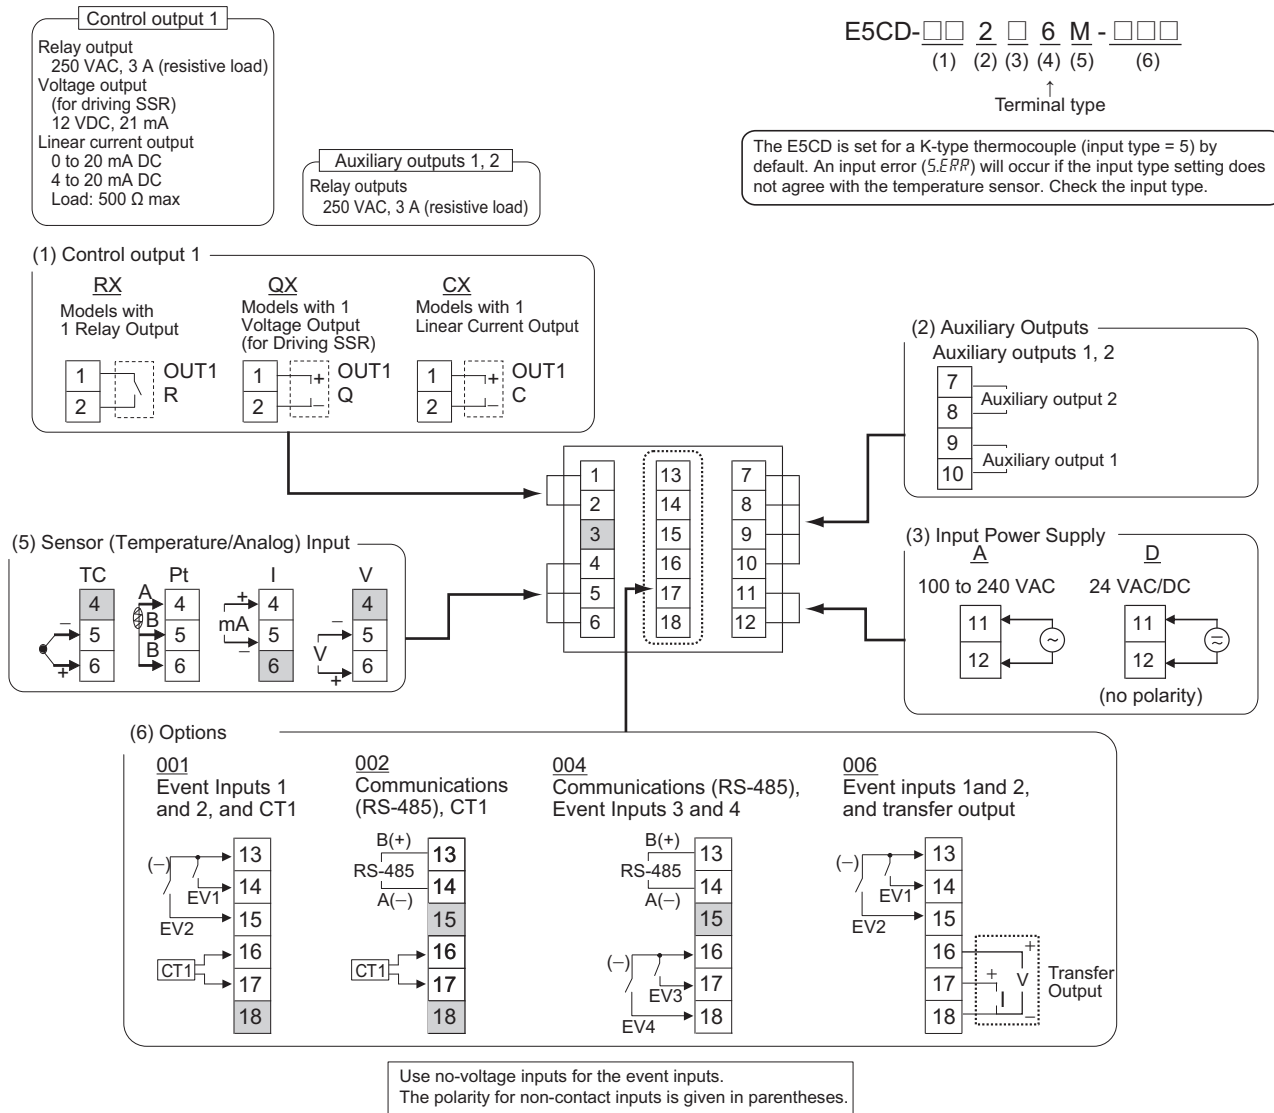 Control output 1
Relay output
250 VAC, 3 A (resistive load)
Voltage output
(for driving SSR)
12 VDC, 21 mA
Linear current output
0 to 20 mA DC
4 to 20 mA DC
Load: 500 Ω max
Auxiliary outputs 1, 2
Relay outputs
250 VAC, 3 A (resistive load)
E5CD-□□ 2 □ 6 M - □□□
(1) (2) (3) (4) (5) (6)
↑
Terminal type
The E5CD is set for a K-type thermocouple (input type = 5) by
default. An input error (S.ERR) will occur if the input type setting does
not agree with the temperature sensor. Check the input type.
(1) Control output 1
RX
Models with
1 Relay Output
1
2
OUT1
R
QX
Models with 1
Voltage Output
(for Driving SSR)
1
2
+
−
OUT1
Q
CX
Models with 1
Linear Current Output
1
2
+
−
OUT1
C
(2) Auxiliary Outputs
Auxiliary outputs 1, 2
7
8
Auxiliary output 2
9
10
Auxiliary output 1
1
2
3
4
5
6
13
14
15
16
17
18
7
8
9
10
11
12
(5) Sensor (Temperature/Analog) Input
TC
4
5
6
−
+
Pt
A
B
B
4
5
6
I
+
mA
−
4
5
6
V
−
V
+
4
5
6
(3) Input Power Supply
A
100 to 240 VAC
11
12
D
24 VAC/DC
11
12
(no polarity)
(6) Options
001
Event Inputs 1
and 2, and CT1
(−)
EV1
EV2
CT1
13
14
15
16
17
18
002
Communications
(RS-485), CT1
B(+)
RS-485
A(−)
CT1
13
14
15
16
17
18
004
Communications (RS-485),
Event Inputs 3 and 4
B(+)
RS-485
A(−)
(−)
EV3
EV4
13
14
15
16
17
18
006
Event inputs 1and 2,
and transfer output
(−)
EV1
EV2
13
14
15
16
17
18
+
+
V
I
−
Transfer
Output
Use no-voltage inputs for the event inputs.
The polarity for non-contact inputs is given in parentheses.